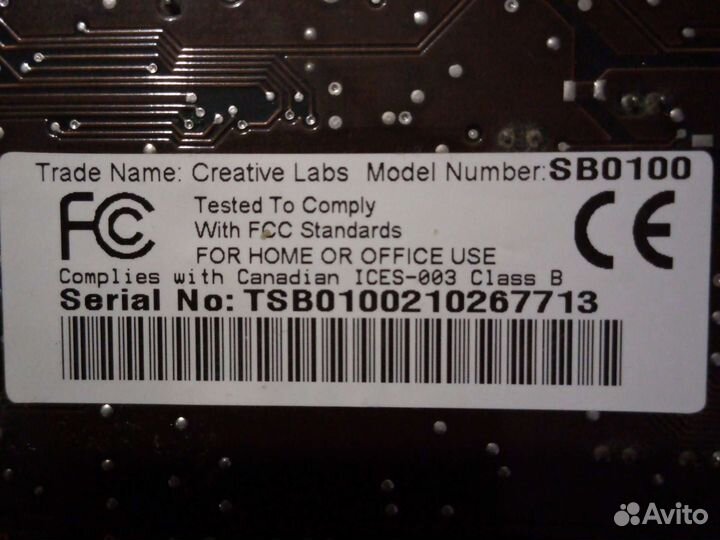 Trade Name: Creative Labs Model Number: SB0100
FC Tested To Comply
With FCC Standards
CE
FOR HOME OR OFFICE USE
Complies with Canadian ICES-003 Class B
Serial No: TSB0100210267713
Avito